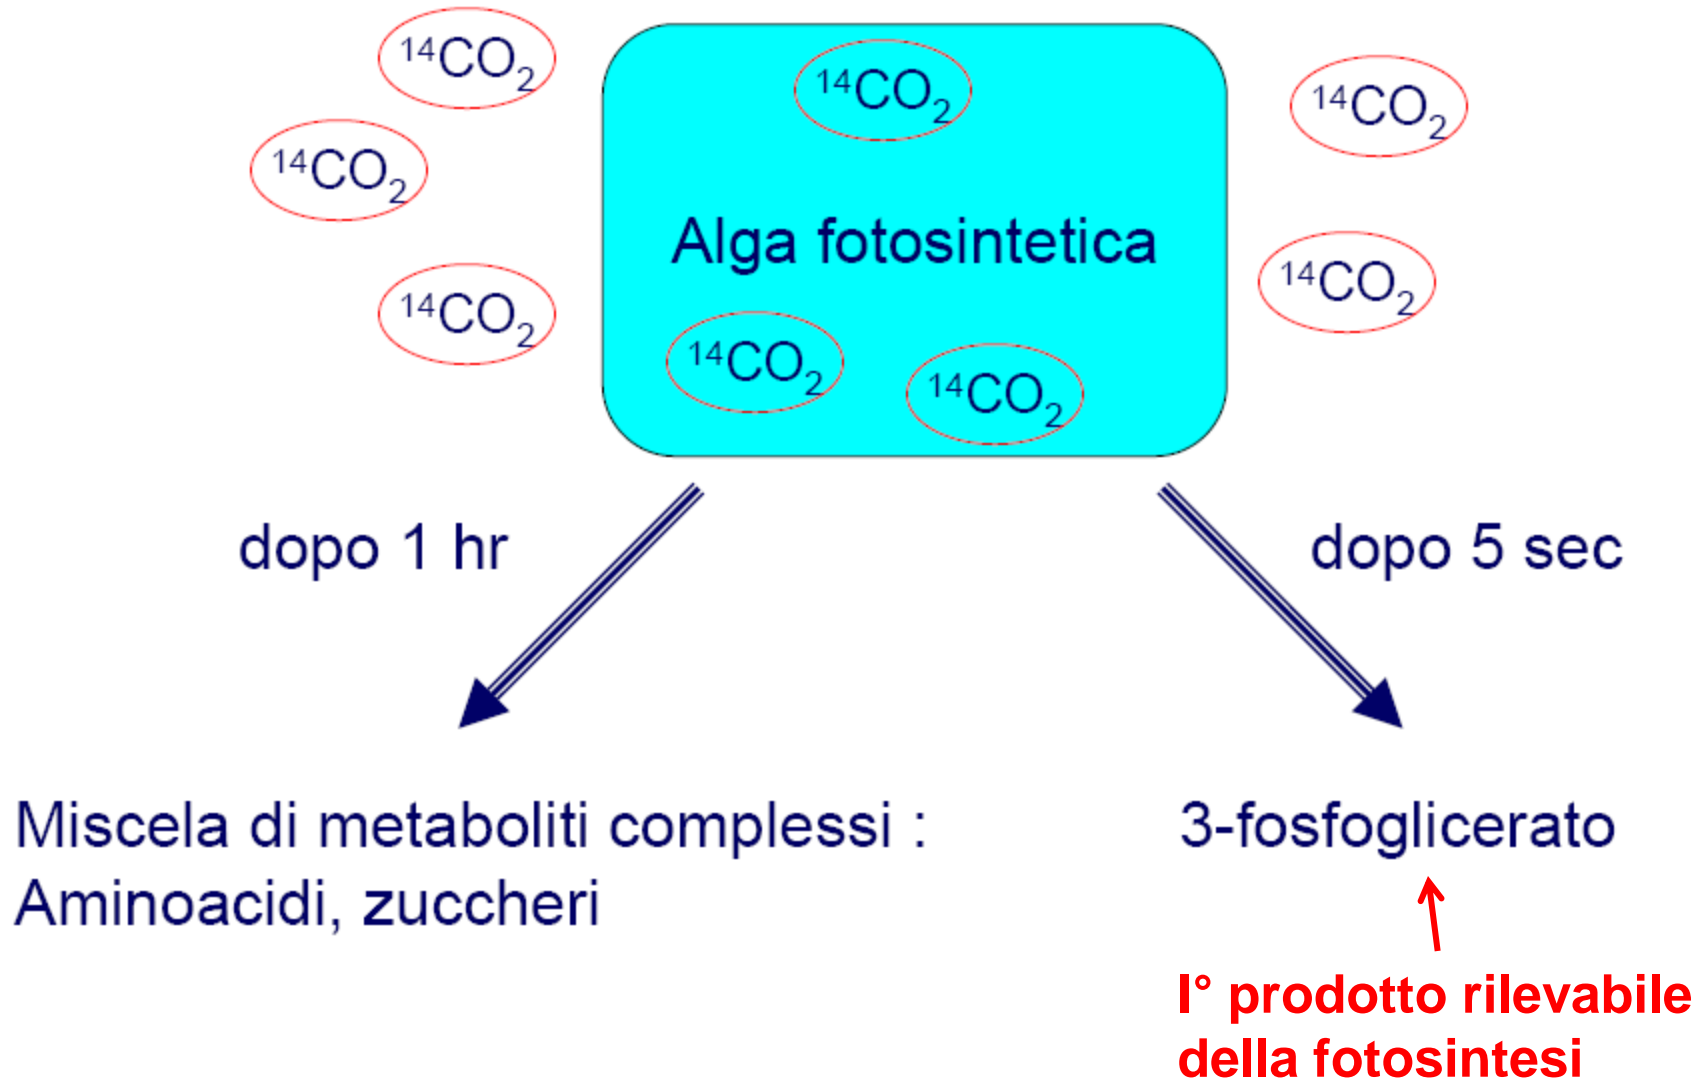 ¹⁴CO₂
¹⁴CO₂
¹⁴CO₂
¹⁴CO₂
Alga fotosintetica
¹⁴CO₂
¹⁴CO₂
¹⁴CO₂
¹⁴CO₂
dopo 1 hr
dopo 5 sec
Miscela di metaboliti complessi :
Aminoacidi, zuccheri
3-fosfoglicerato
I° prodotto rilevabile
della fotosintesi